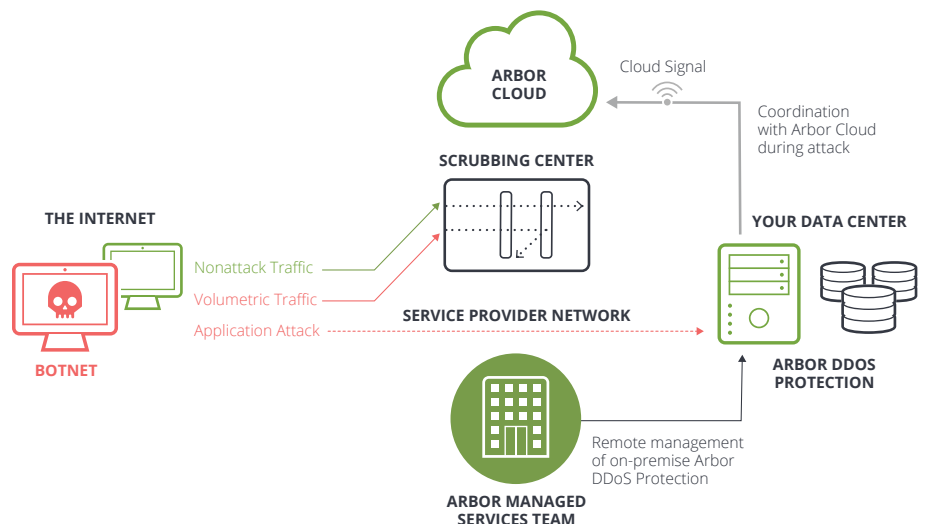 ARBOR
CLOUD
Cloud Signal
Coordination
with Arbor Cloud
during attack
SCRUBBING CENTER
THE INTERNET
YOUR DATA CENTER
Nonattack Traffic
Volumetric Traffic
Application Attack
SERVICE PROVIDER NETWORK
BOTNET
ARBOR DDOS
PROTECTION
Remote management
of on-premise Arbor
DDoS Protection
ARBOR MANAGED
SERVICES TEAM